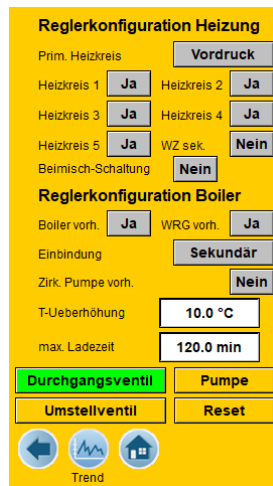 Reglerkonfiguration Heizung
Prim. Heizkreis Vordruck
Heizkreis 1 Ja Heizkreis 2 Ja
Heizkreis 3 Ja Heizkreis 4 Ja
Heizkreis 5 Ja WZ sek. Nein
Beimisch-Schaltung Nein
Reglerkonfiguration Boiler
Boiler vorh. Ja WRG vorh. Ja
Einbindung Sekundär
Zirk. Pumpe vorh. Nein
T-Ueberhöhung 10.0 °C
max. Ladezeit 120.0 min
Durchgangsventil Pumpe
Umstellventil Reset
Trend